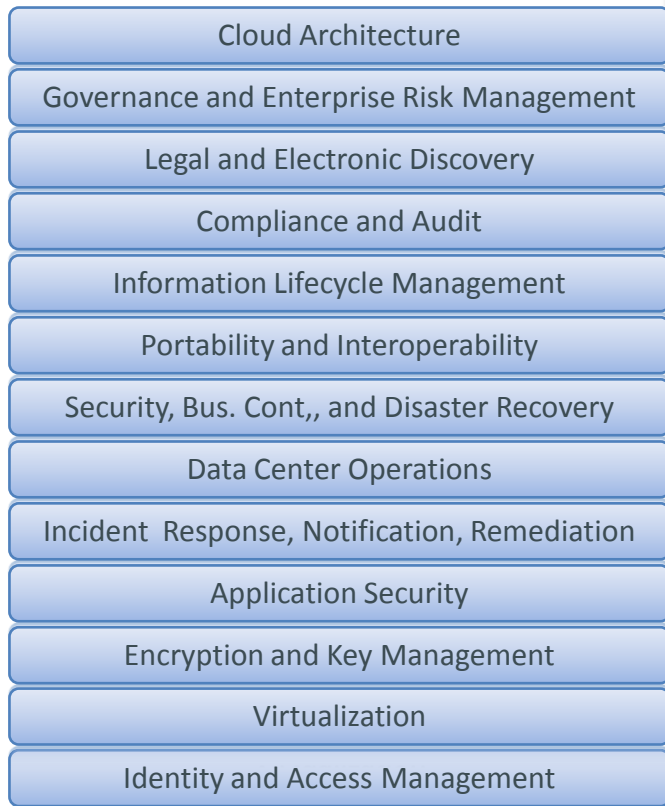 Cloud Architecture
Governance and Enterprise Risk Management
Legal and Electronic Discovery
Compliance and Audit
Information Lifecycle Management
Portability and Interoperability
Security, Bus. Cont,, and Disaster Recovery
Data Center Operations
Incident  Response, Notification, Remediation
Application Security
Encryption and Key Management
Virtualization
Identity and Access Management